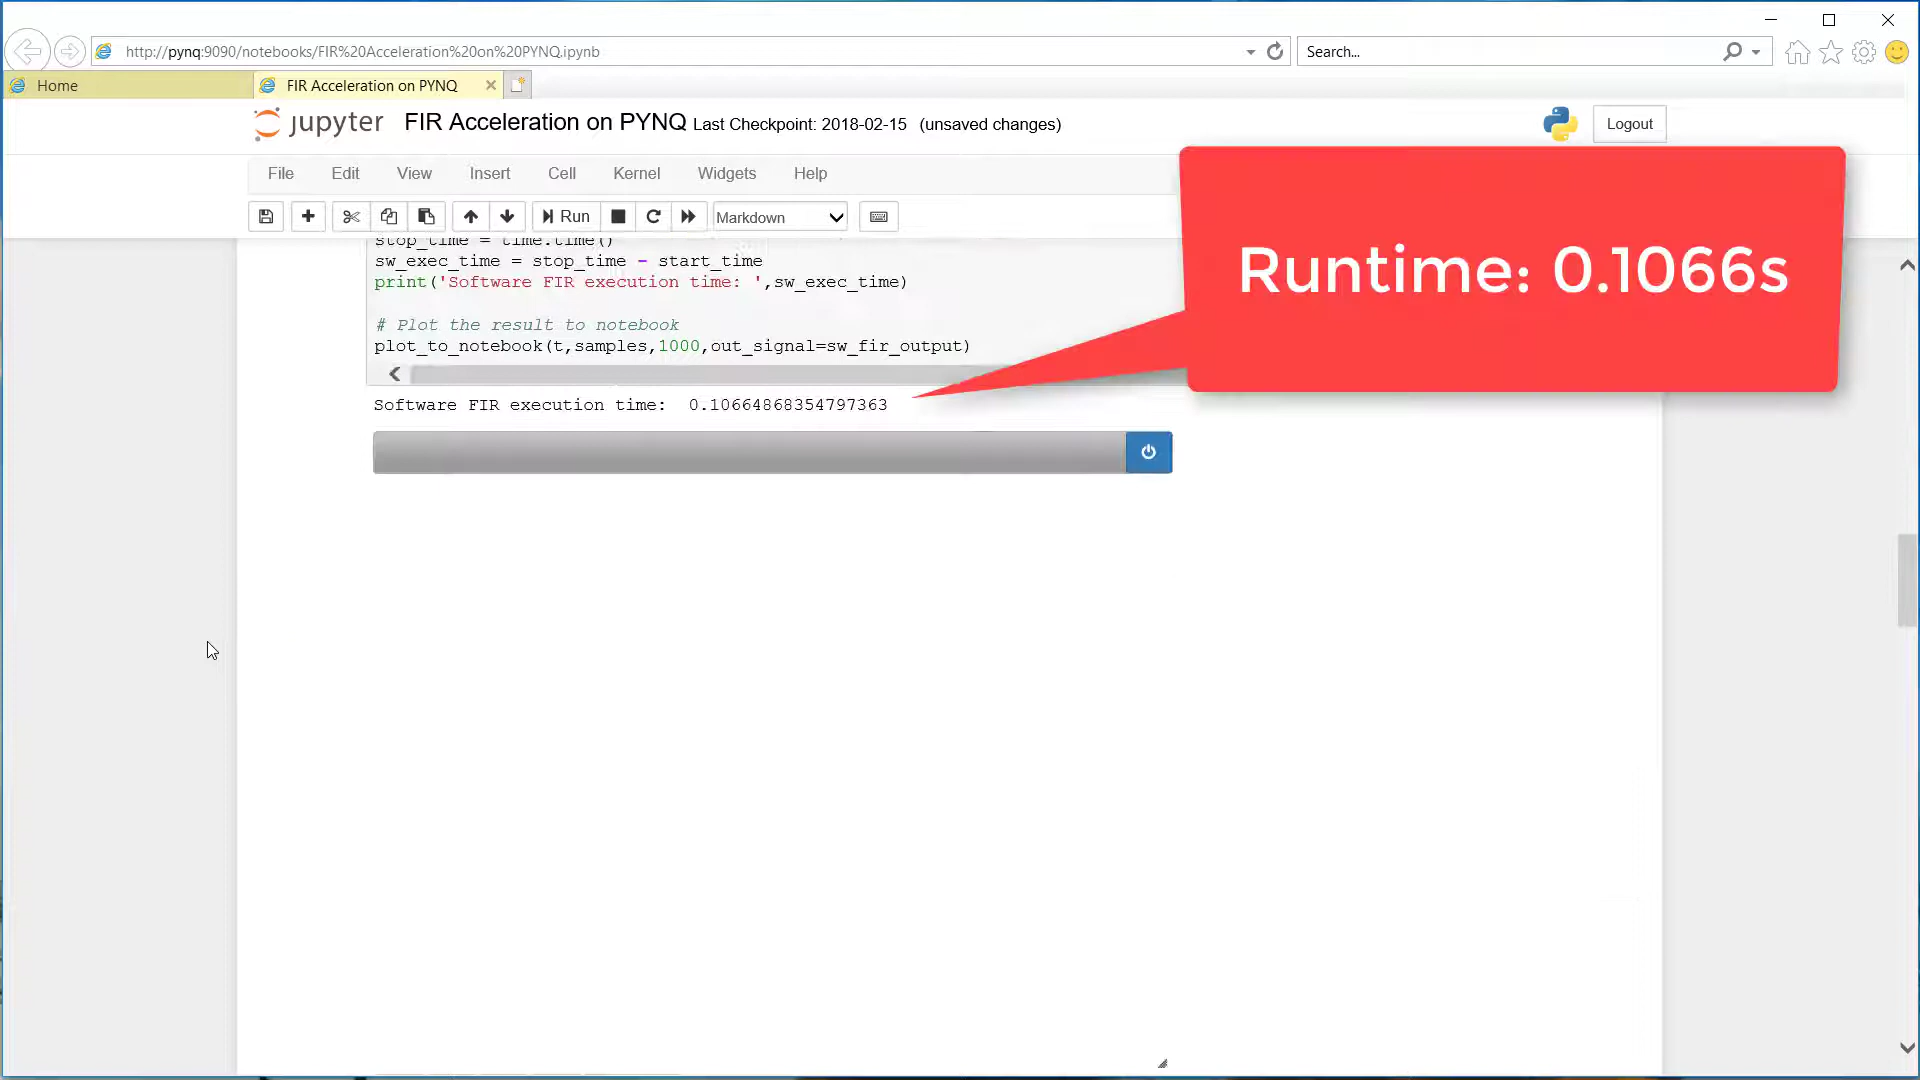 http://pynq:9090/notebooks/FIR%20Acceleration%20on%20PYNQ.ipynb
Search...
Home
FIR Acceleration on PYNQ
jupyter FIR Acceleration on PYNQ Last Checkpoint: 2018-02-15 (unsaved changes)
Logout
File Edit View Insert Cell Kernel Widgets Help
Run Markdown
Runtime: 0.1066s
stop_time = time.time()
sw_exec_time = stop_time - start_time
print('Software FIR execution time: ',sw_exec_time)
# Plot the result to notebook
plot_to_notebook(t,samples,1000,out_signal=sw_fir_output)
Software FIR execution time:  0.10664868354797363